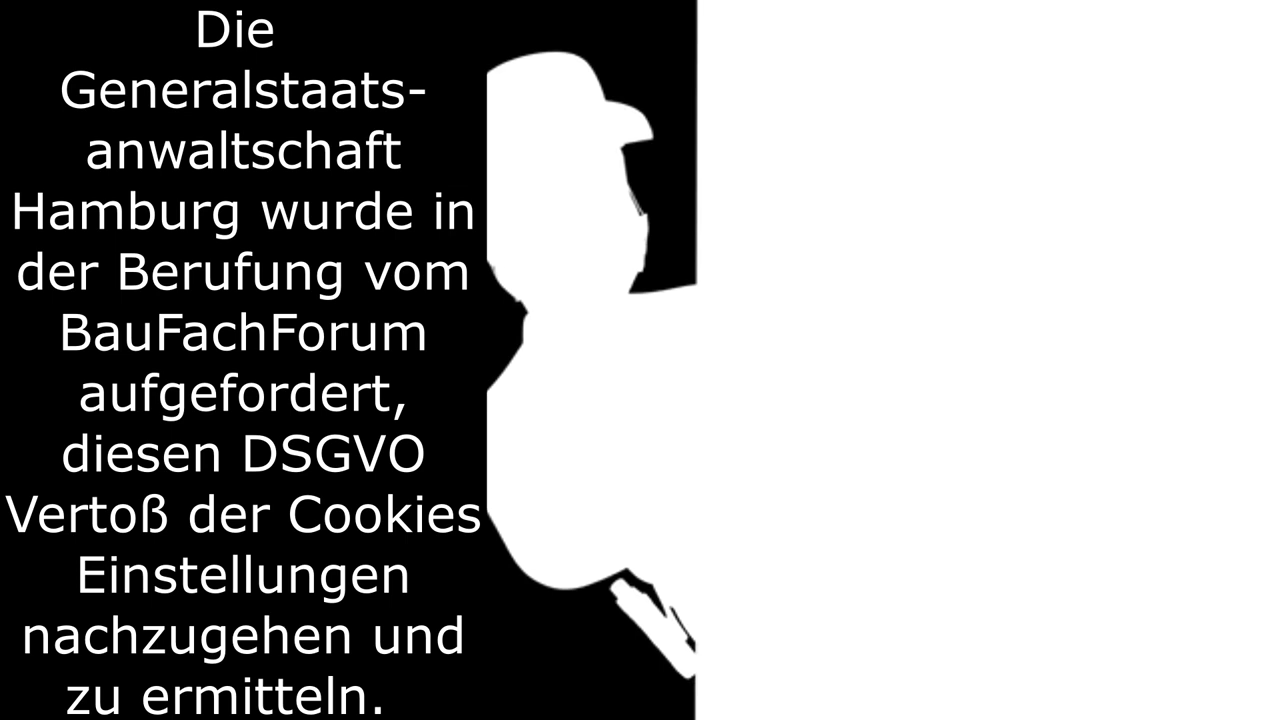 Die
Generalstaats-
anwaltschaft
Hamburg wurde in
der Berufung vom
BauFachForum
aufgefordert,
diesen DSGVO
Vertoß der Cookies
Einstellungen
nachzugehen und
zu ermitteln.